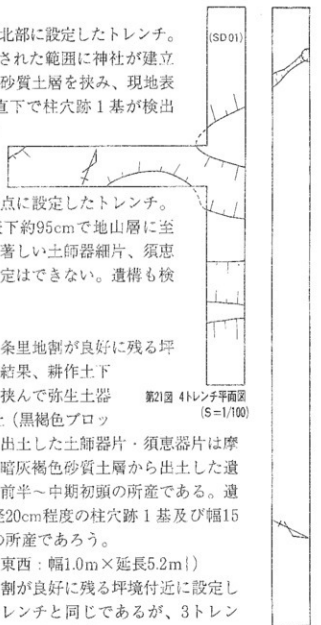 北部に設定したトレンチ。
された範囲に神社が建立
砂質土層を挟み、現地表
直下で柱穴跡1基が検出
点に設定したトレンチ。
下約95cmで地山層に至
著しい土師器細片、須恵
定はできない。遺構も検
条里地割が良好に残る坪
結果、耕作土下
挟んで弥生土器
(黒褐色ブロッ
出土した土師器片・須恵器片は摩
暗灰褐色砂質土層から出土した遺
前半～中期初頭の所産である。遺
径20cm程度の柱穴跡1基及び幅15
の所産であろう。
東西：幅1.0m×延長5.2m{)
割が良好に残る坪境付近に設定し
レンチと同じであるが、3トレン
(SD01)
第21図 4トレンチ平面図
(S=1/100)